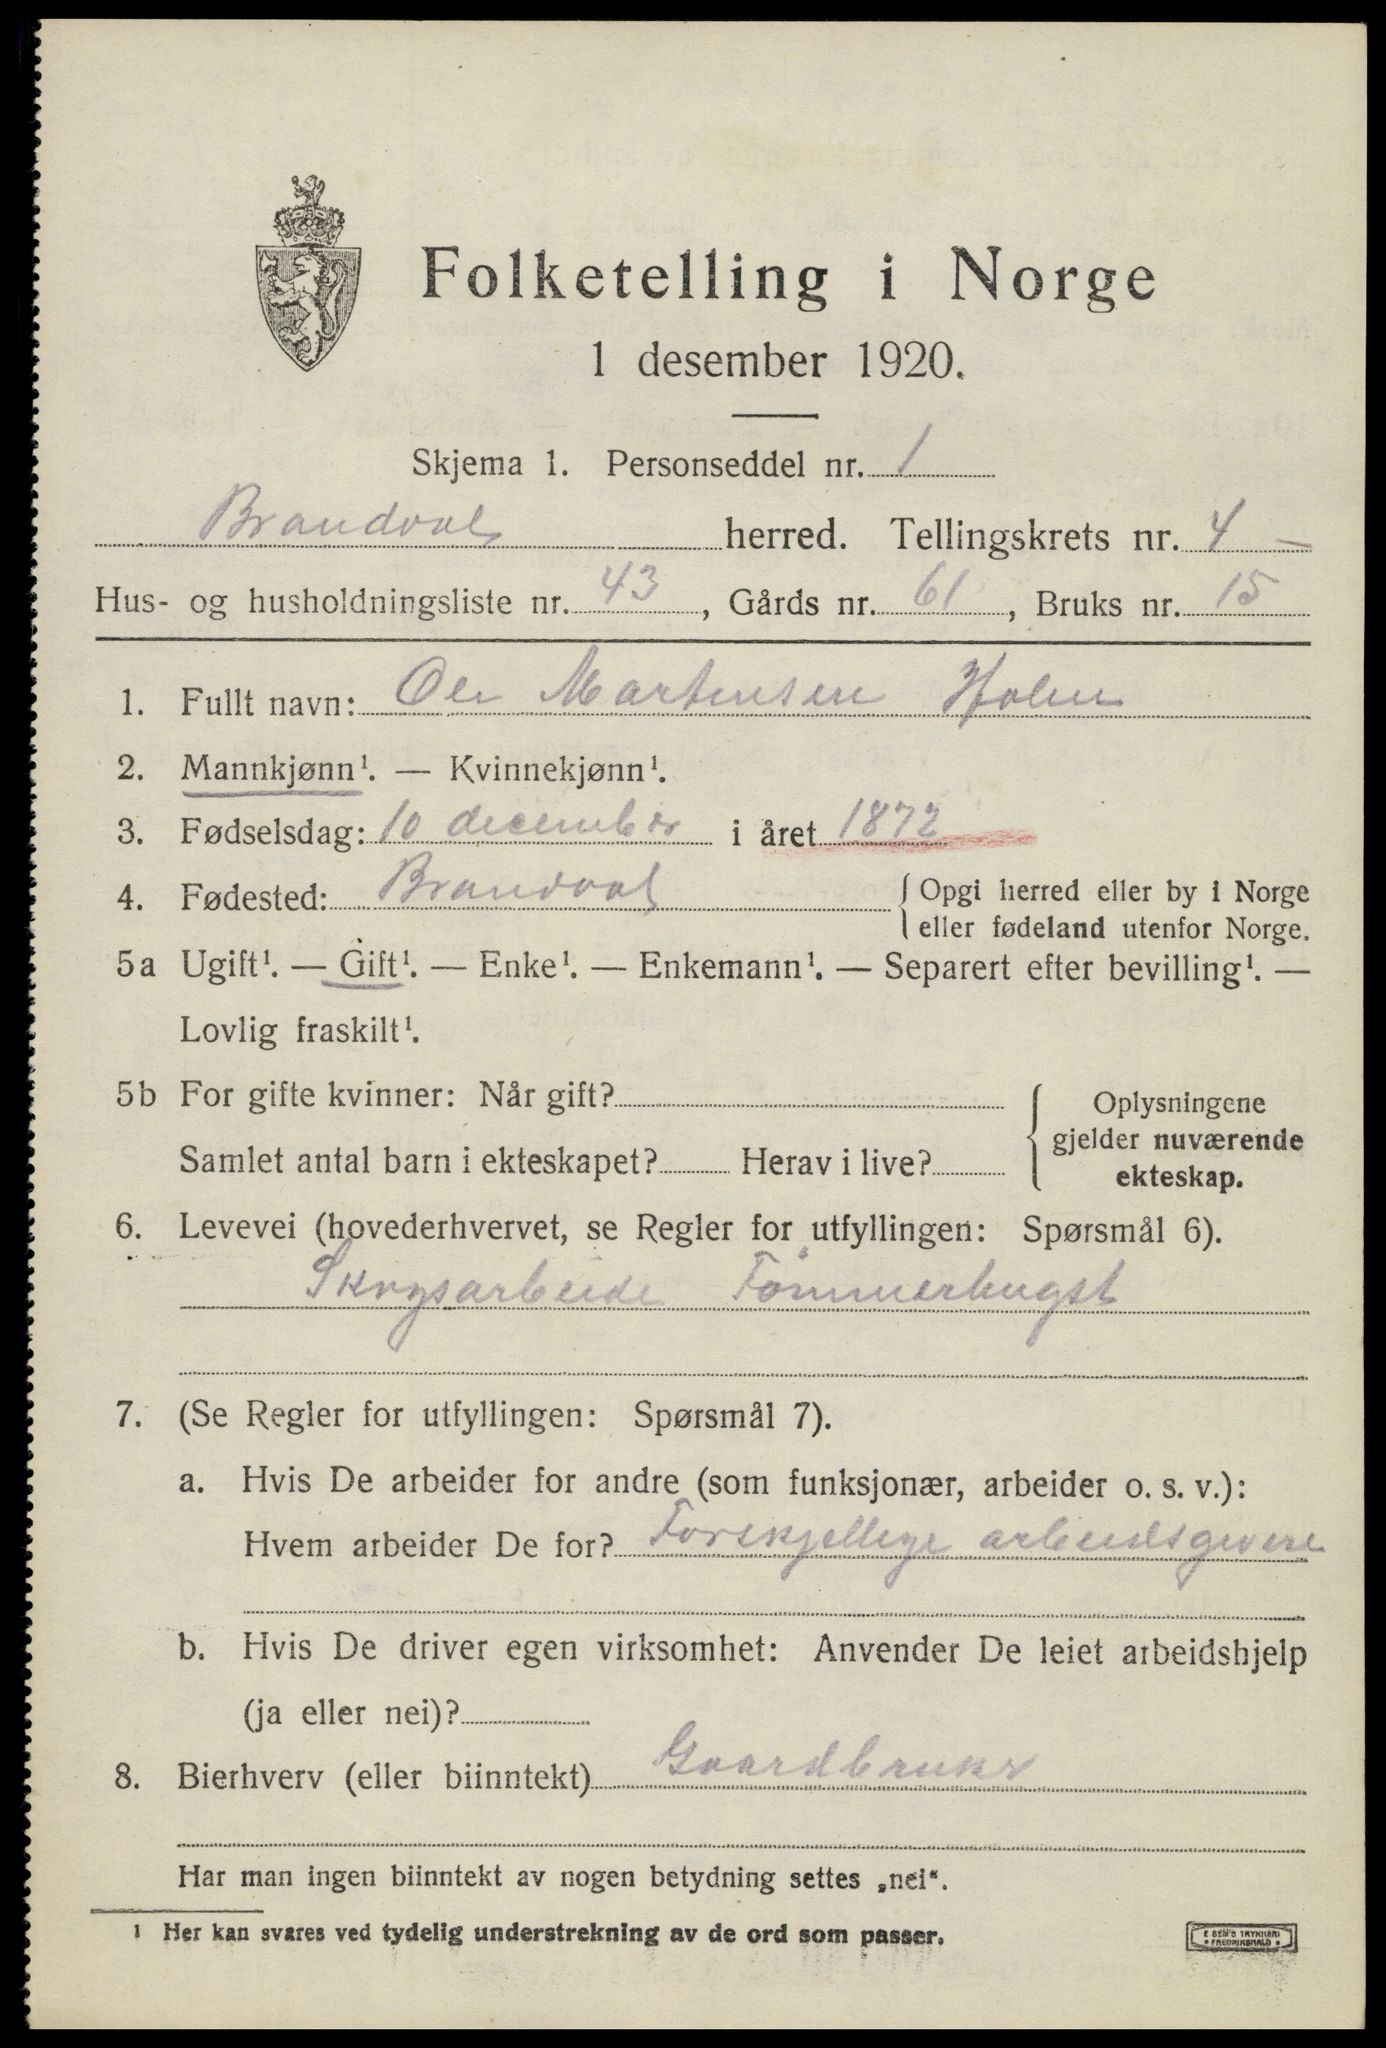 Folketelling i Norge
1 desember 1920.
Skjema 1. Personseddel nr. 1
Brandval herred. Tellingskrets nr. 4 —
Hus- og husholdningsliste nr. 43, Gårds nr. 61, Bruks nr. 15
1. Fullt navn: Ole Martinsen Holen
2. Mannkjønn¹. — Kvinnekjønn¹.
3. Fødselsdag: 10 december i året 1872
4. Fødested: Brandval { Opgi herred eller by i Norge
eller fødeland utenfor Norge.
5a Ugift¹. — Gift¹. — Enke¹. — Enkemann¹. — Separert efter bevilling¹. —
Lovlig fraskilt¹.
5b For gifte kvinner: Når gift? { Oplysningene
gjelder nuværende
Samlet antal barn i ekteskapet? Herav i live?
ekteskap.
6. Levevei (hovederhvervet, se Regler for utfyllingen: Spørsmål 6).
Skogsarbeide Tømmerhugst
7. (Se Regler for utfyllingen: Spørsmål 7).
a. Hvis De arbeider for andre (som funksjonær, arbeider o. s. v.):
Hvem arbeider De for? Forskjellige arbeidsgivere
b. Hvis De driver egen virksomhet: Anvender De leiet arbeidshjelp
(ja eller nei)?
8. Bierhverv (eller biinntekt) Gaardbruker
Har man ingen biinntekt av nogen betydning settes „nei“.
1 Her kan svares ved tydelig understrekning av de ord som passer.
E SEM'S TRYKKERI
• FREDRIKSHALD •